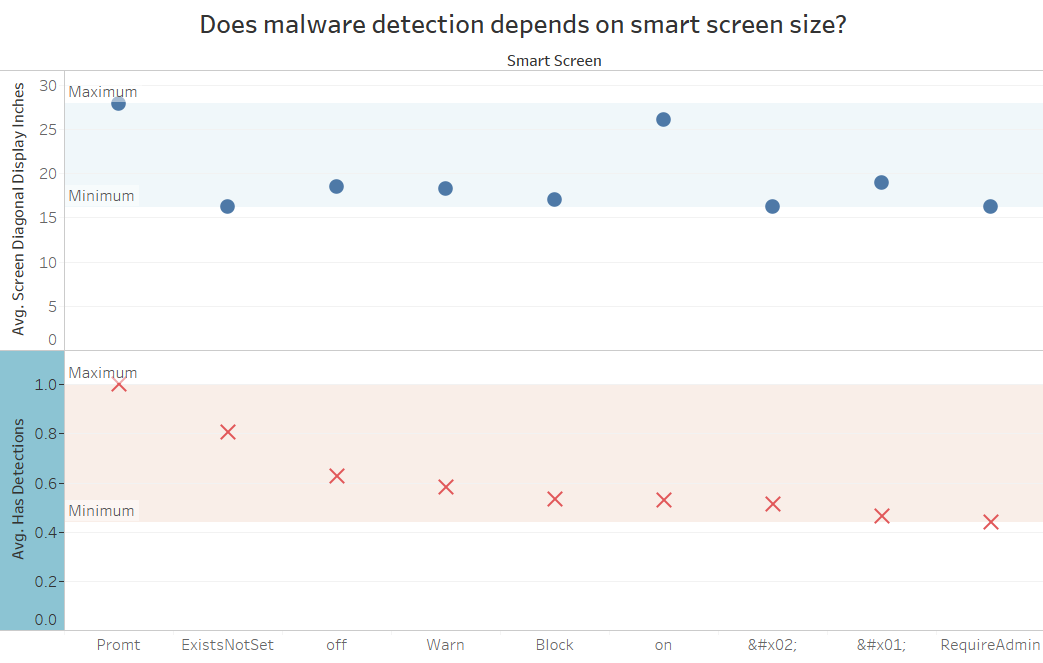 Does malware detection depends on smart screen size?
Smart Screen
Avg. Screen Diagonal Display Inches
30
25
20
15
10
5
0
Maximum
Minimum
Avg. Has Detections
1.0
0.8
0.6
0.4
0.2
0.0
Maximum
Minimum
Promt ExistsNotSet off Warn Block on &#x02; &#x01; RequireAdmin